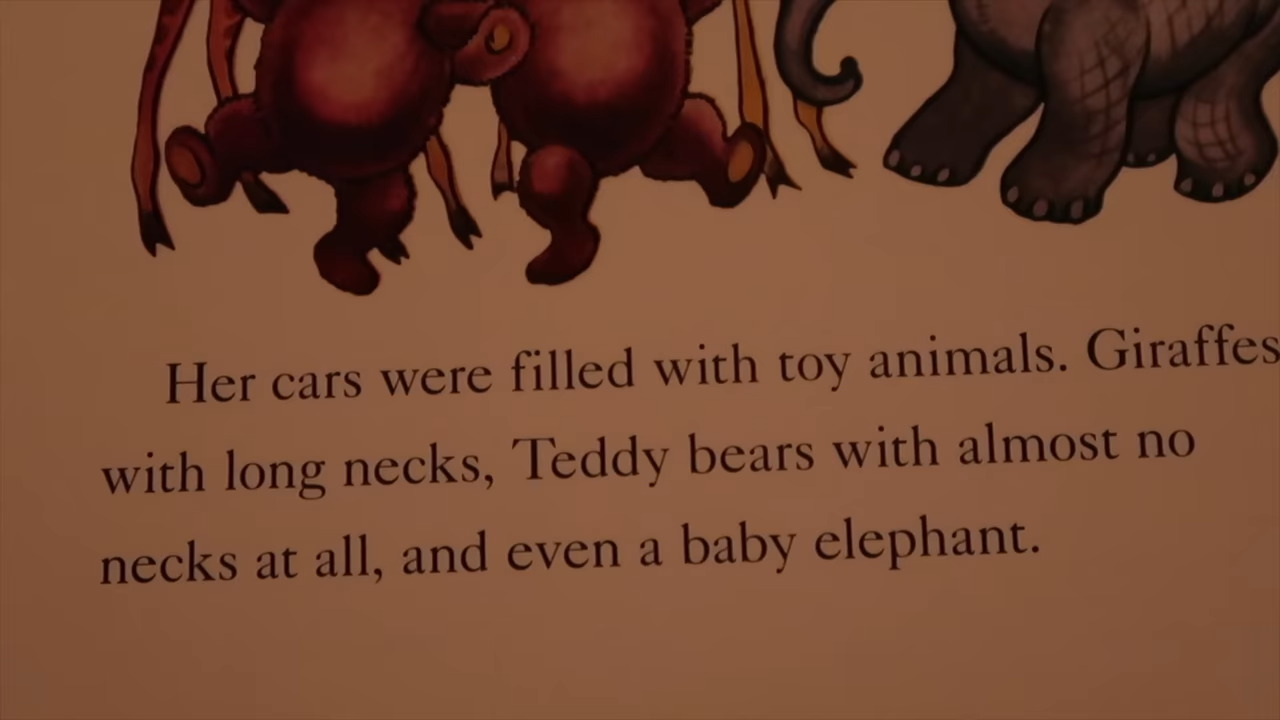 Her cars were filled with toy animals. Giraffes
with long necks, Teddy bears with almost no
necks at all, and even a baby elephant.